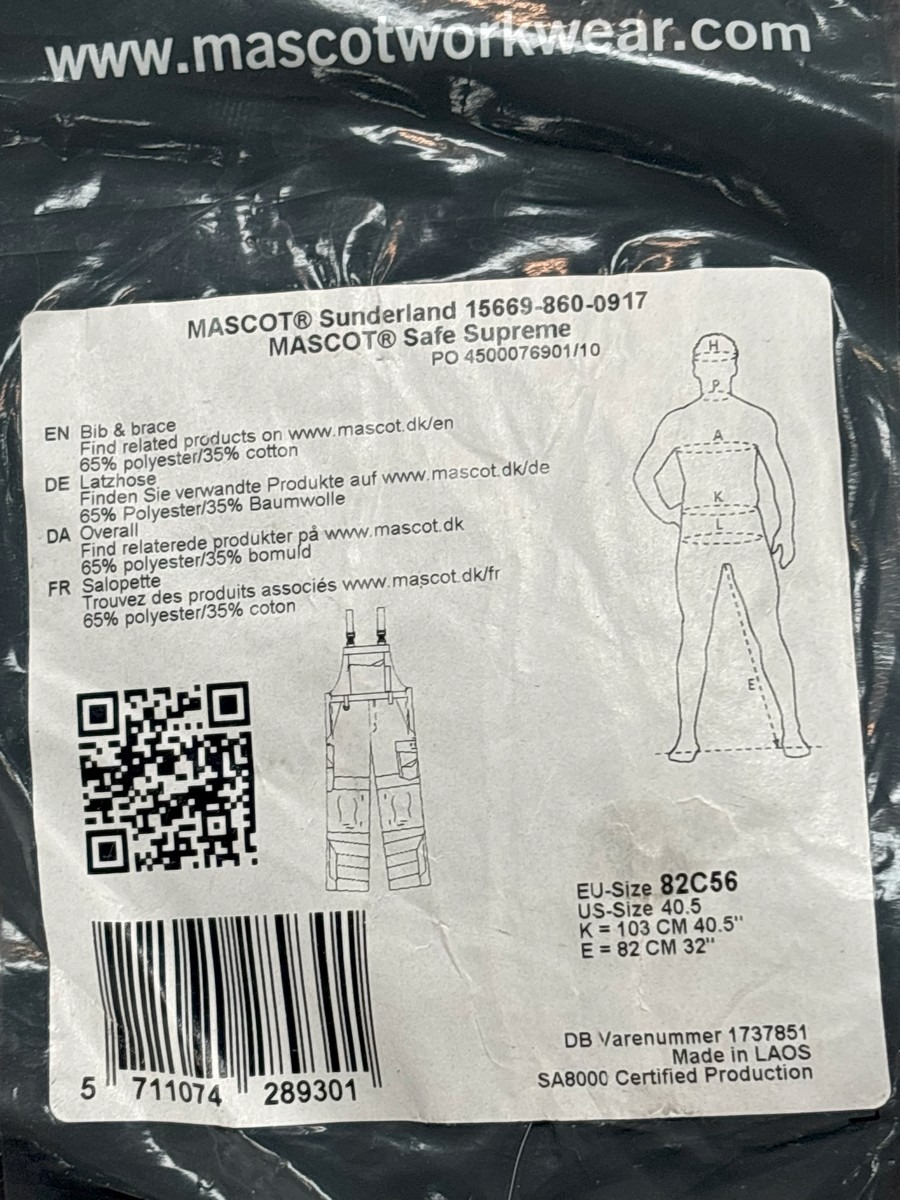 www.mascotworkwear.com
MASCOT® Sunderland 15669-860-0917
MASCOT® Safe Supreme
PO 4500076901/10
EN Bib & brace
Find related products on www.mascot.dk/en
65% polyester/35% cotton
DE Latzhose
Finden Sie verwandte Produkte auf www.mascot.dk/de
65% Polyester/35% Baumwolle
DA Overall
Find relaterede produkter på www.mascot.dk
65% polyester/35% bomuld
FR Salopette
Trouvez des produits associés www.mascot.dk/fr
65% polyester/35% coton
H
P
A
K
L
E
EU-Size 82C56
US-Size 40.5
K = 103 CM 40.5"
E = 82 CM 32"
DB Varenummer 1737851
Made in LAOS
SA8000 Certified Production
5 711074 289301